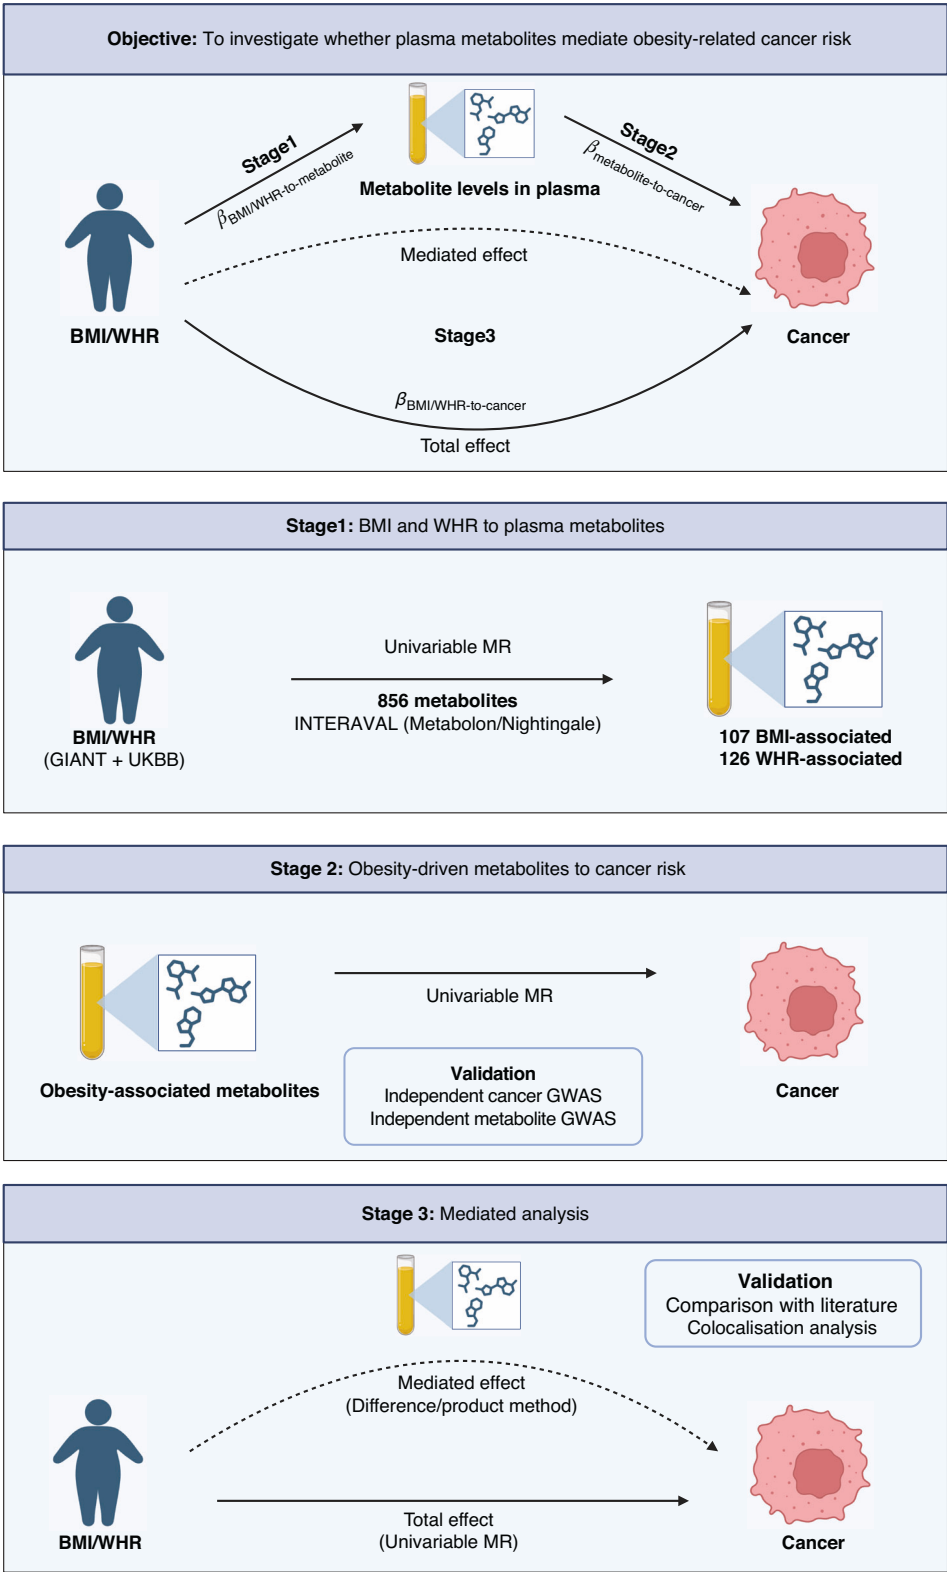 Objective: To investigate whether plasma metabolites mediate obesity-related cancer risk
Stage1
βBMI/WHR-to-metabolite
Stage2
βmetabolite-to-cancer
Metabolite levels in plasma
Mediated effect
BMI/WHR
Stage3
Cancer
βBMI/WHR-to-cancer
Total effect
Stage1: BMI and WHR to plasma metabolites
Univariable MR
856 metabolites
INTERAVAL (Metabolon/Nightingale)
BMI/WHR
(GIANT + UKBB)
107 BMI-associated
126 WHR-associated
Stage 2: Obesity-driven metabolites to cancer risk
Univariable MR
Obesity-associated metabolites
Validation
Independent cancer GWAS
Independent metabolite GWAS
Cancer
Stage 3: Mediated analysis
Validation
Comparison with literature
Colocalisation analysis
Mediated effect
(Difference/product method)
Total effect
(Univariable MR)
BMI/WHR
Cancer